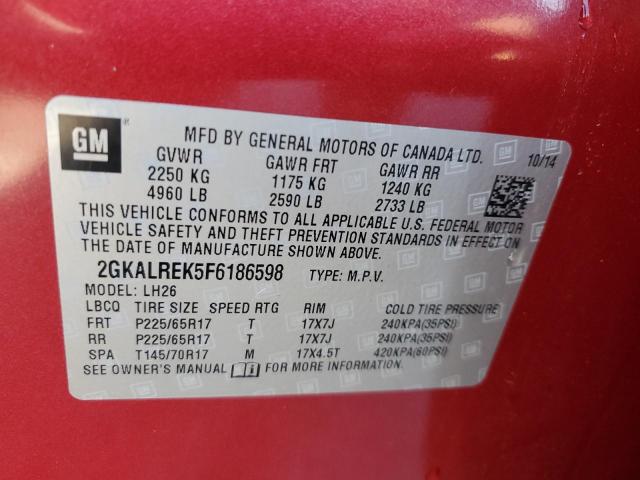 GM
MFD BY GENERAL MOTORS OF CANADA LTD. 10/14
GVWR GAWR FRT GAWR RR
2250 KG 1175 KG 1240 KG
4960 LB 2590 LB 2733 LB
THIS VEHICLE CONFORMS TO ALL APPLICABLE U.S. FEDERAL MOTOR
VEHICLE SAFETY AND THEFT PREVENTION STANDARDS IN EFFECT ON
THE DATE OF MANUFACTURE SHOWN ABOVE.
2GKALREK5F6186598 TYPE: M.P.V.
MODEL: LH26
LBCQ TIRE SIZE SPEED RTG RIM COLD TIRE PRESSURE
FRT P225/65R17 T 17X7J 240KPA(35PSI)
RR P225/65R17 T 17X7J 240KPA(35PSI)
SPA T145/70R17 M 17X4.5T 420KPA(60PSI)
SEE OWNER'S MANUAL FOR MORE INFORMATION.